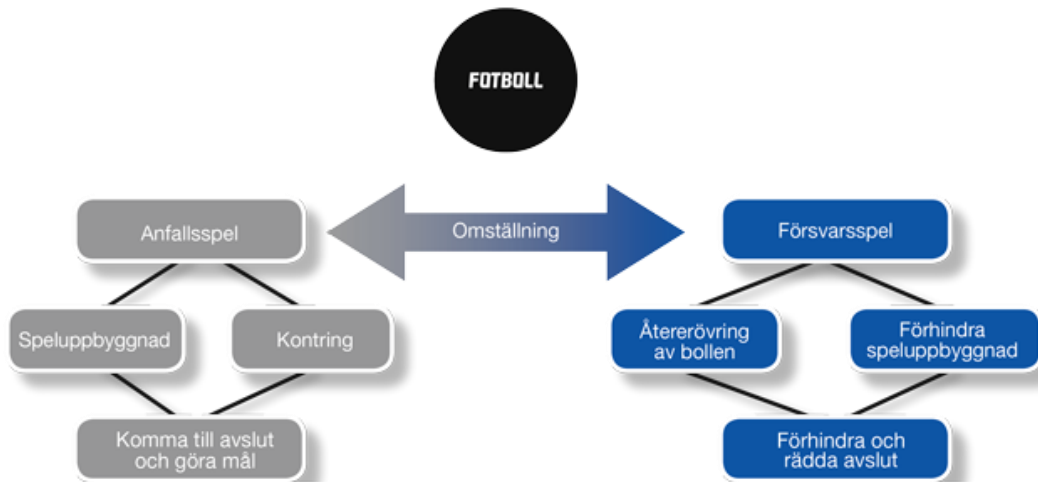 FOTBOLL
Omställning
Anfallsspel
Speluppbyggnad
Kontring
Komma till avslut
och göra mål
Försvarsspel
Återerövring
av bollen
Förhindra
speluppbyggnad
Förhindra och
rädda avslut